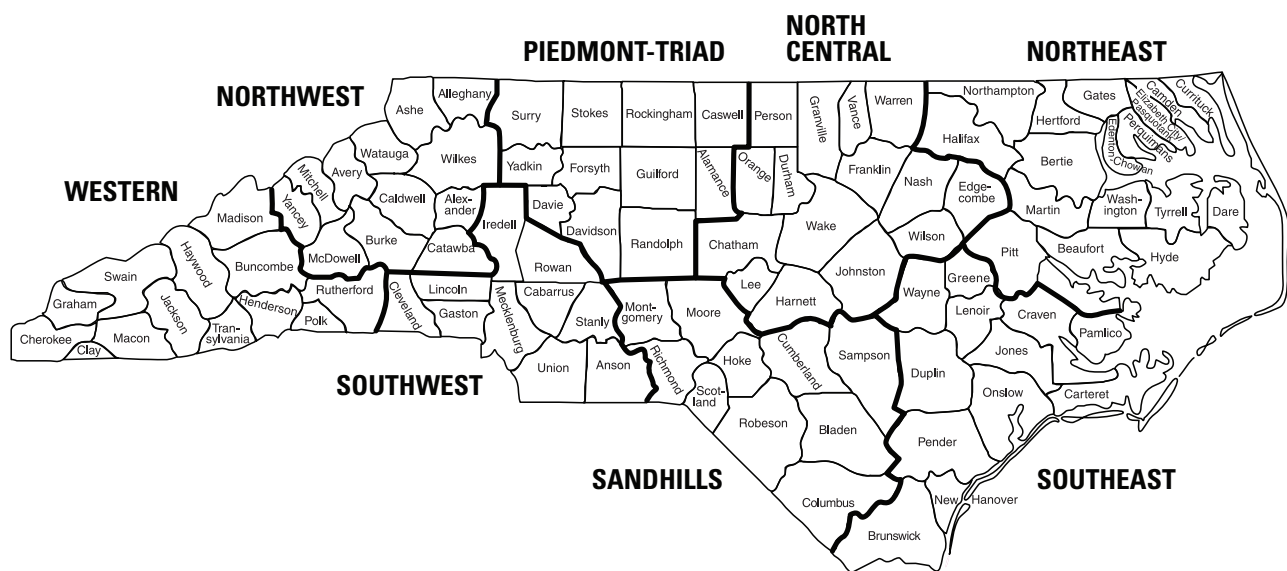 NORTH
CENTRAL
PIEDMONT-TRIAD
NORTHEAST
NORTHWEST
WESTERN
SOUTHWEST
SANDHILLS
SOUTHEAST
Ashe
Alleghany
Surry
Stokes
Rockingham
Caswell
Person
Granville
Vance
Warren
Northampton
Gates
Hertford
Camden
Currituck
Elizabeth City/
Pasquotank
Perquimans
Edenton-Chowan
Halifax
Bertie
Watauga
Wilkes
Yadkin
Forsyth
Guilford
Alamance
Orange
Durham
Franklin
Nash
Edge-
combe
Martin
Wash-
ington
Tyrrell
Dare
Mitchell
Avery
Yancey
Caldwell
Alex-
ander
Iredell
Davie
Davidson
Randolph
Chatham
Wake
Wilson
Pitt
Beaufort
Hyde
Madison
Haywood
Buncombe
McDowell
Burke
Catawba
Rowan
Lee
Johnston
Harnett
Wayne
Greene
Lenoir
Craven
Pamlico
Swain
Graham
Cherokee
Clay
Macon
Jackson
Tran-
sylvania
Henderson
Polk
Rutherford
Cleveland
Lincoln
Gaston
Mecklenburg
Cabarrus
Stanly
Union
Anson
Mont-
gomery
Moore
Richmond
Scot-
land
Hoke
Cumberland
Sampson
Duplin
Jones
Onslow
Carteret
Robeson
Bladen
Pender
Columbus
New Hanover
Brunswick